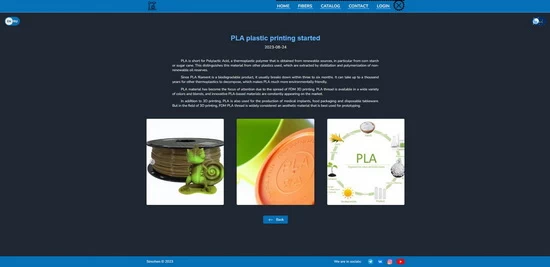 HOME FIBERS CATALOG CONTACT LOGIN
PLA plastic printing started
2023-08-24
PLA is short for Polylactic Acid, a thermoplastic polymer that is obtained from renewable sources, in particular from corn starch
or sugar cane. This distinguishes this material from other plastics used, which are extracted by distillation and polymerization of non-
renewable oil reserves.
Since PLA filament is a biodegradable product, it usually breaks down within three to six months. It can take up to a thousand
years for other thermoplastics to decompose, which makes PLA much more environmentally friendly.
PLA material has become the focus of attention due to the spread of FDM 3D printing. PLA thread is available in a wide variety
of colors and blends, and innovative PLA-based materials are constantly appearing on the market.
In addition to 3D printing, PLA is also used for the production of medical implants, food packaging and disposable tableware.
But in the field of 3D printing, FDM PLA thread is widely considered an aesthetic material that is best used for prototyping.
PLA
Back
© 2023
We are in socials: